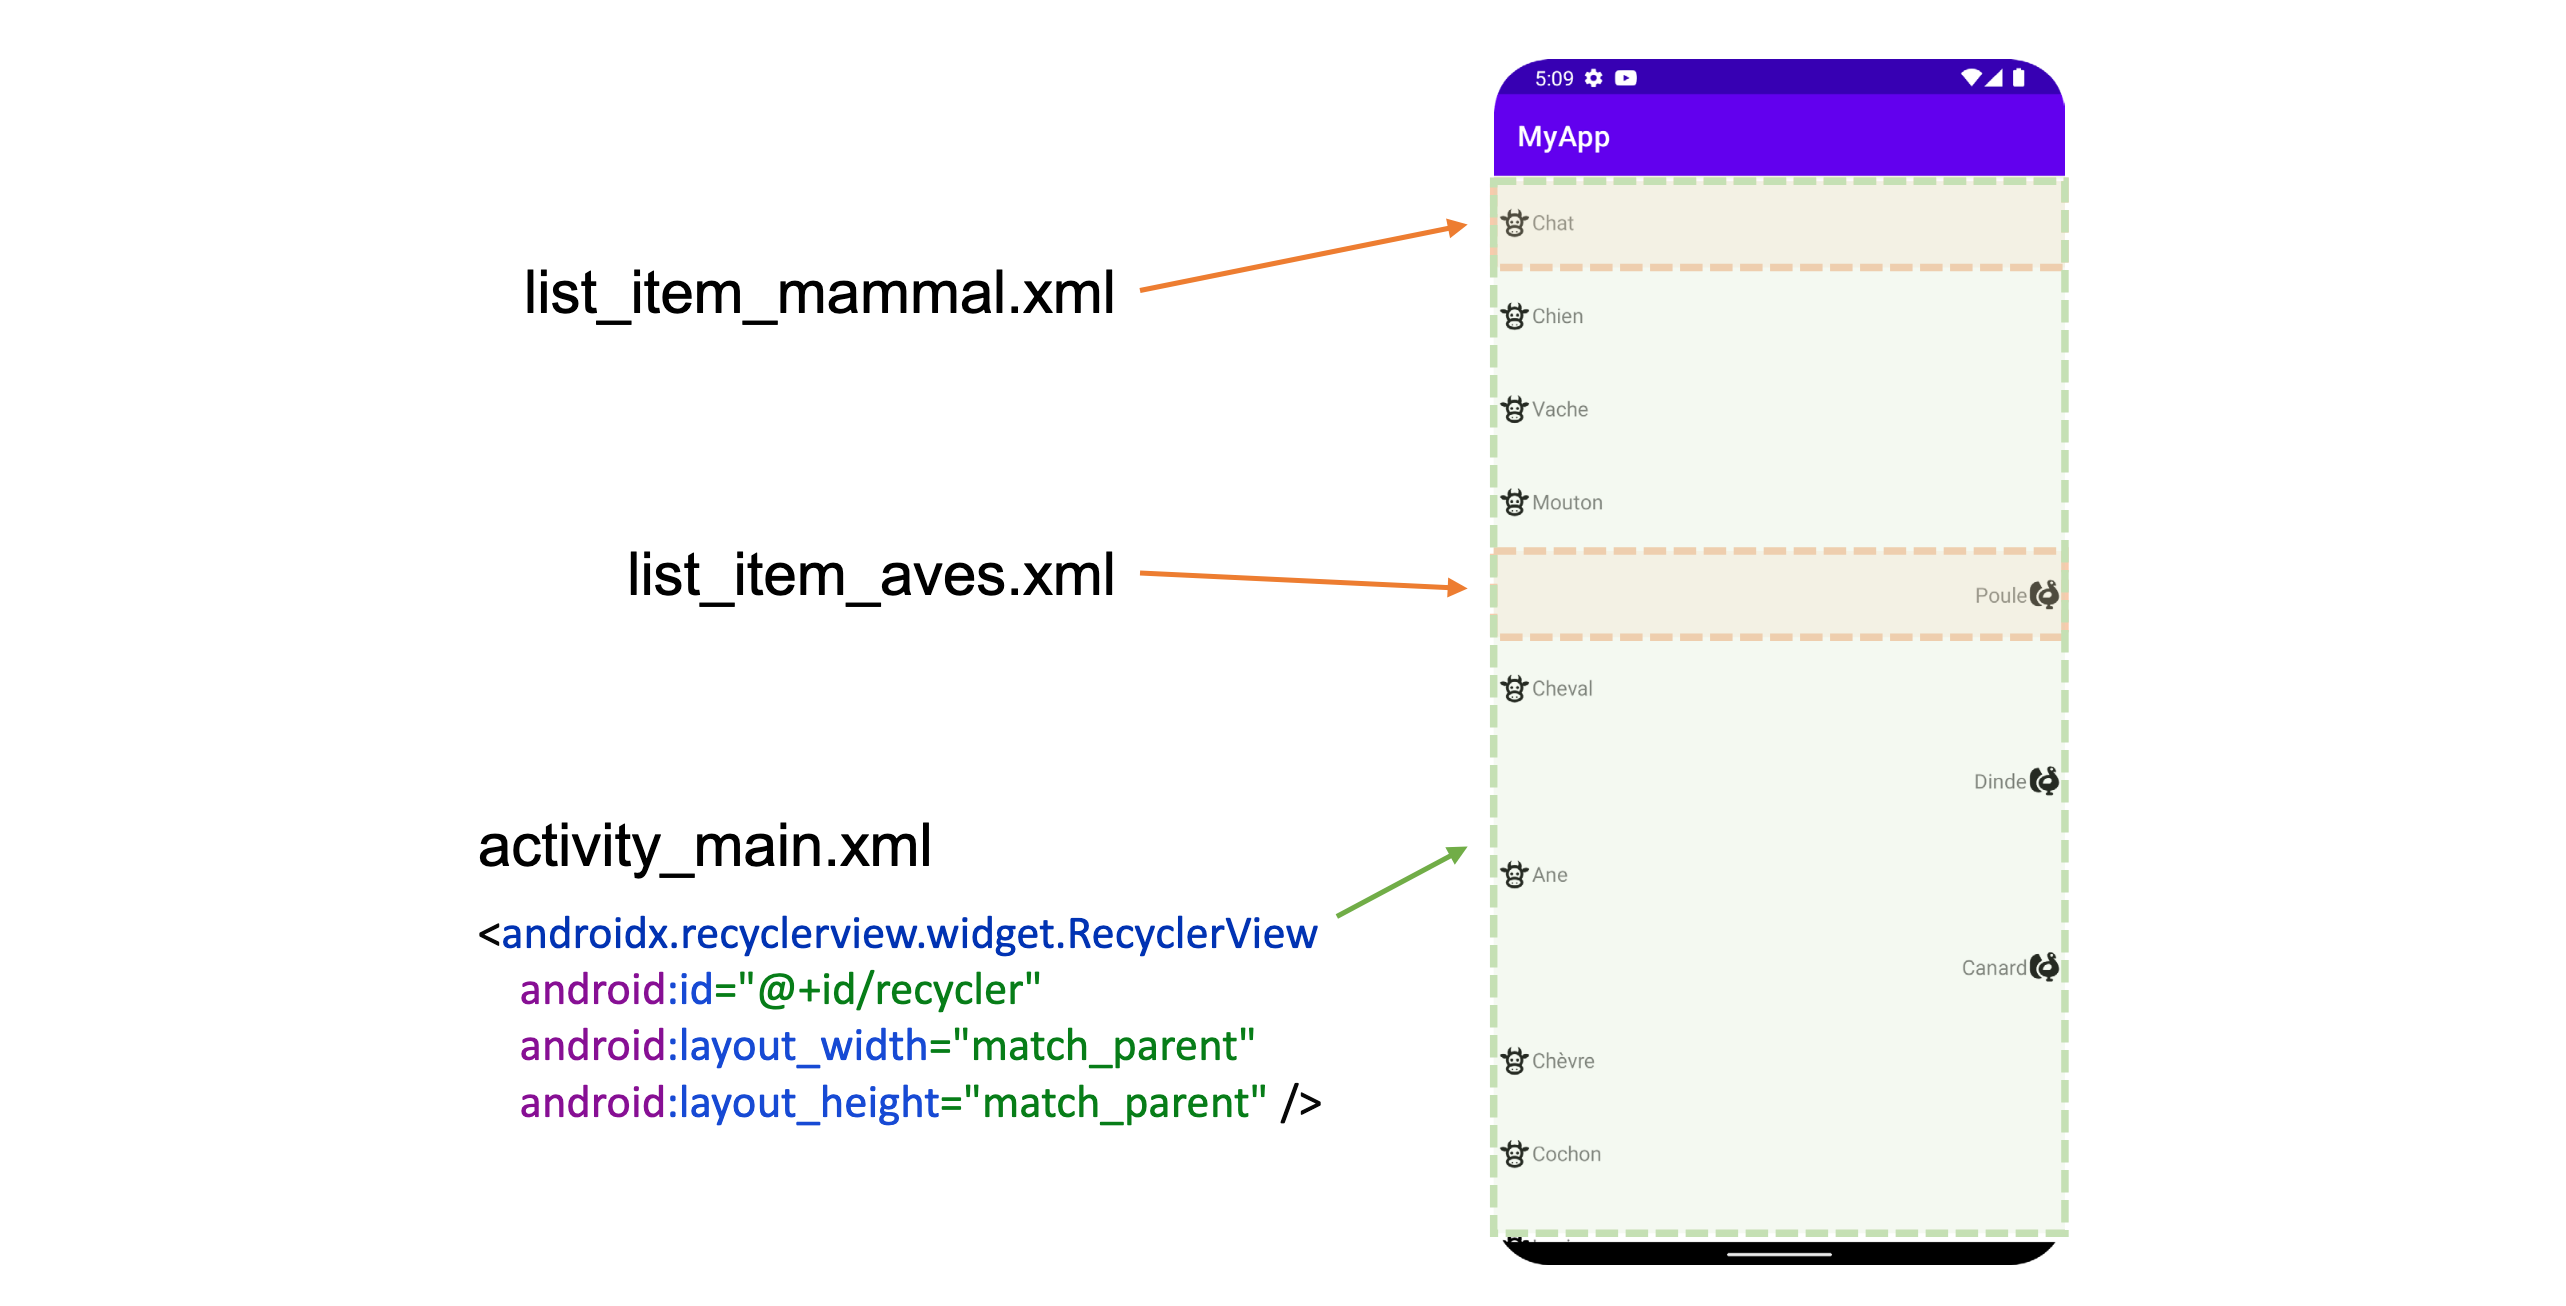 list_item_mammal.xml
list_item_aves.xml
activity_main.xml
<androidx.recyclerview.widget.RecyclerView
android:id="@+id/recycler"
android:layout_width="match_parent"
android:layout_height="match_parent" />
5:09
MyApp
Chat
Chien
Vache
Mouton
Poule
Cheval
Dinde
Ane
Canard
Chèvre
Cochon